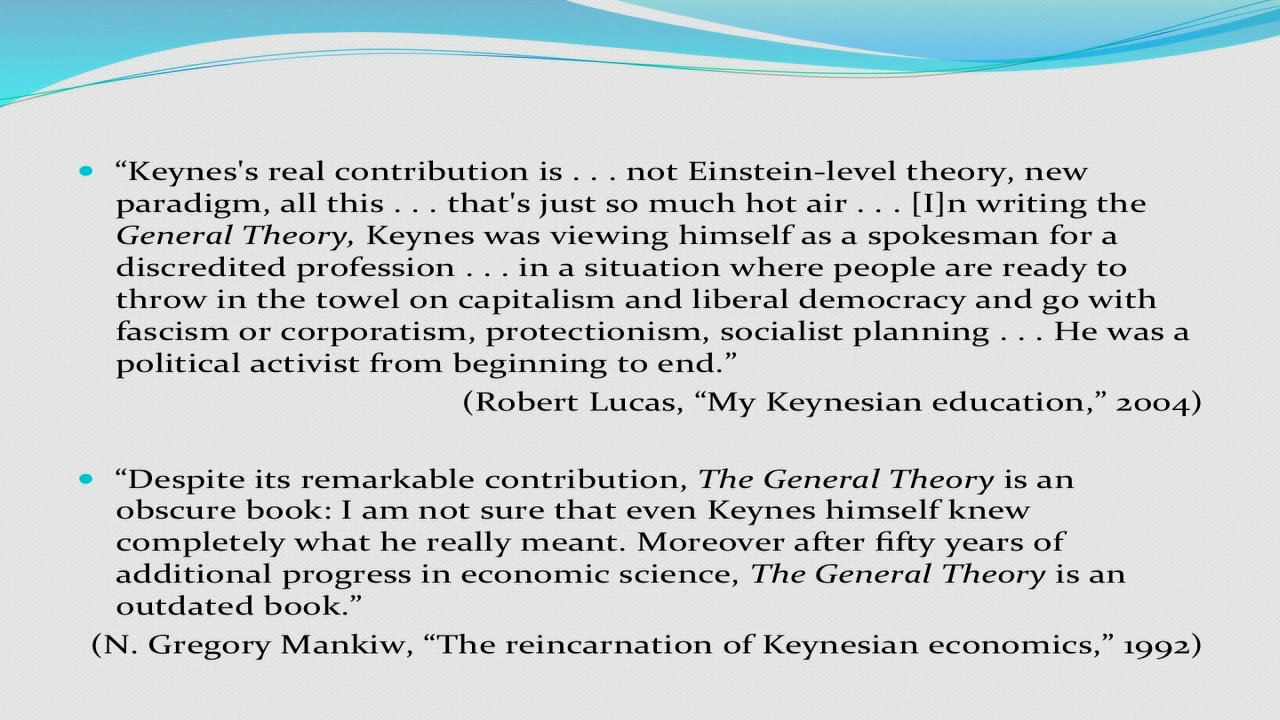 • “Keynes's real contribution is . . . not Einstein-level theory, new
paradigm, all this . . . that's just so much hot air . . . [I]n writing the
General Theory, Keynes was viewing himself as a spokesman for a
discredited profession . . . in a situation where people are ready to
throw in the towel on capitalism and liberal democracy and go with
fascism or corporatism, protectionism, socialist planning . . . He was a
political activist from beginning to end.”
(Robert Lucas, “My Keynesian education,” 2004)
• “Despite its remarkable contribution, The General Theory is an
obscure book: I am not sure that even Keynes himself knew
completely what he really meant. Moreover after fifty years of
additional progress in economic science, The General Theory is an
outdated book.”
(N. Gregory Mankiw, “The reincarnation of Keynesian economics,” 1992)